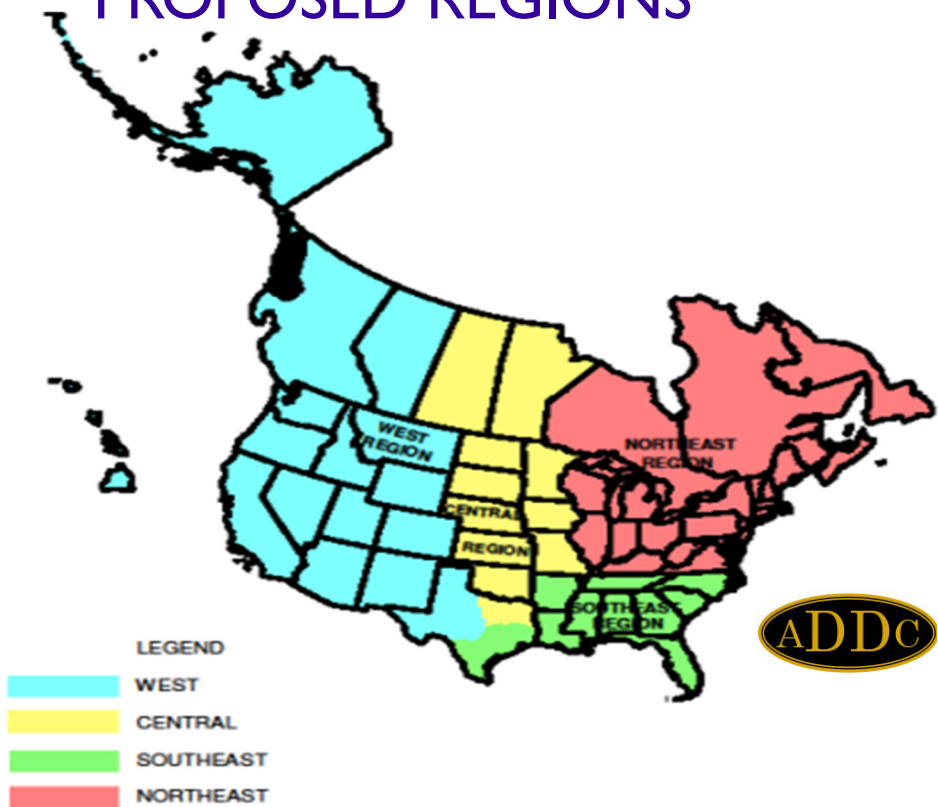 PROPOSED REGIONS
WEST
REGION
NORTHEAST
REGION
CENTRAL
REGION
SOUTHEAST
REGION
ADDC
LEGEND
WEST
CENTRAL
SOUTHEAST
NORTHEAST